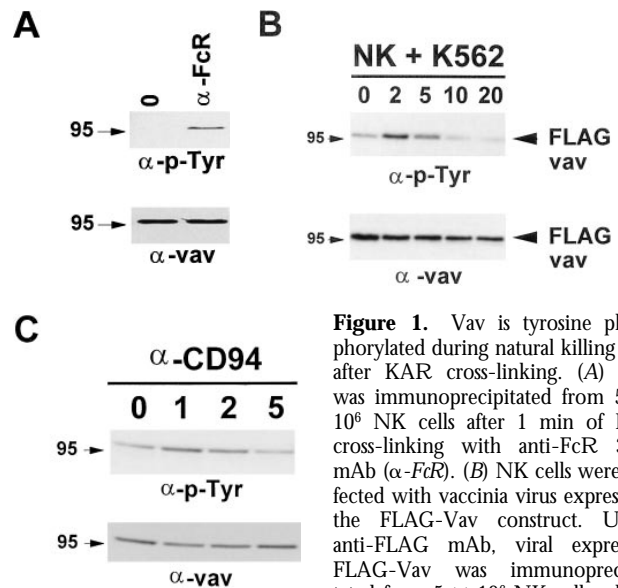 A
0
α-FcR
95
α-p-Tyr
95
α-vav
B
NK + K562
0 2 5 10 20
95
FLAG
vav
α-p-Tyr
95
FLAG
vav
α-vav
C
α-CD94
0 1 2 5
95
α-p-Tyr
95
α-vav
Figure 1. Vav is tyrosine
phorylated during natural killing
after KAR cross-linking. (A)
was immunoprecipitated from 5
10⁶ NK cells after 1 min of
cross-linking with anti-FcR 3
mAb (α-FcR). (B) NK cells were
fected with vaccinia virus expres
the FLAG-Vav construct. U
anti-FLAG mAb, viral expre
FLAG-Vav was immunoprec